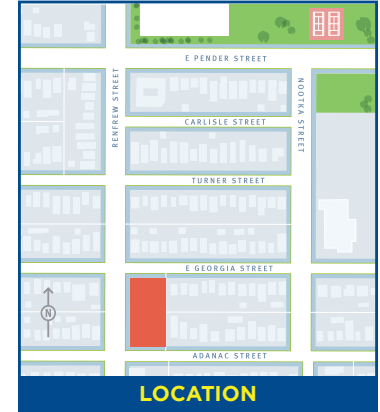 E PENDER STREET
RENFREW STREET
NOOTKA STREET
CARLISLE STREET
TURNER STREET
E GEORGIA STREET
N
ADANAC STREET
LOCATION